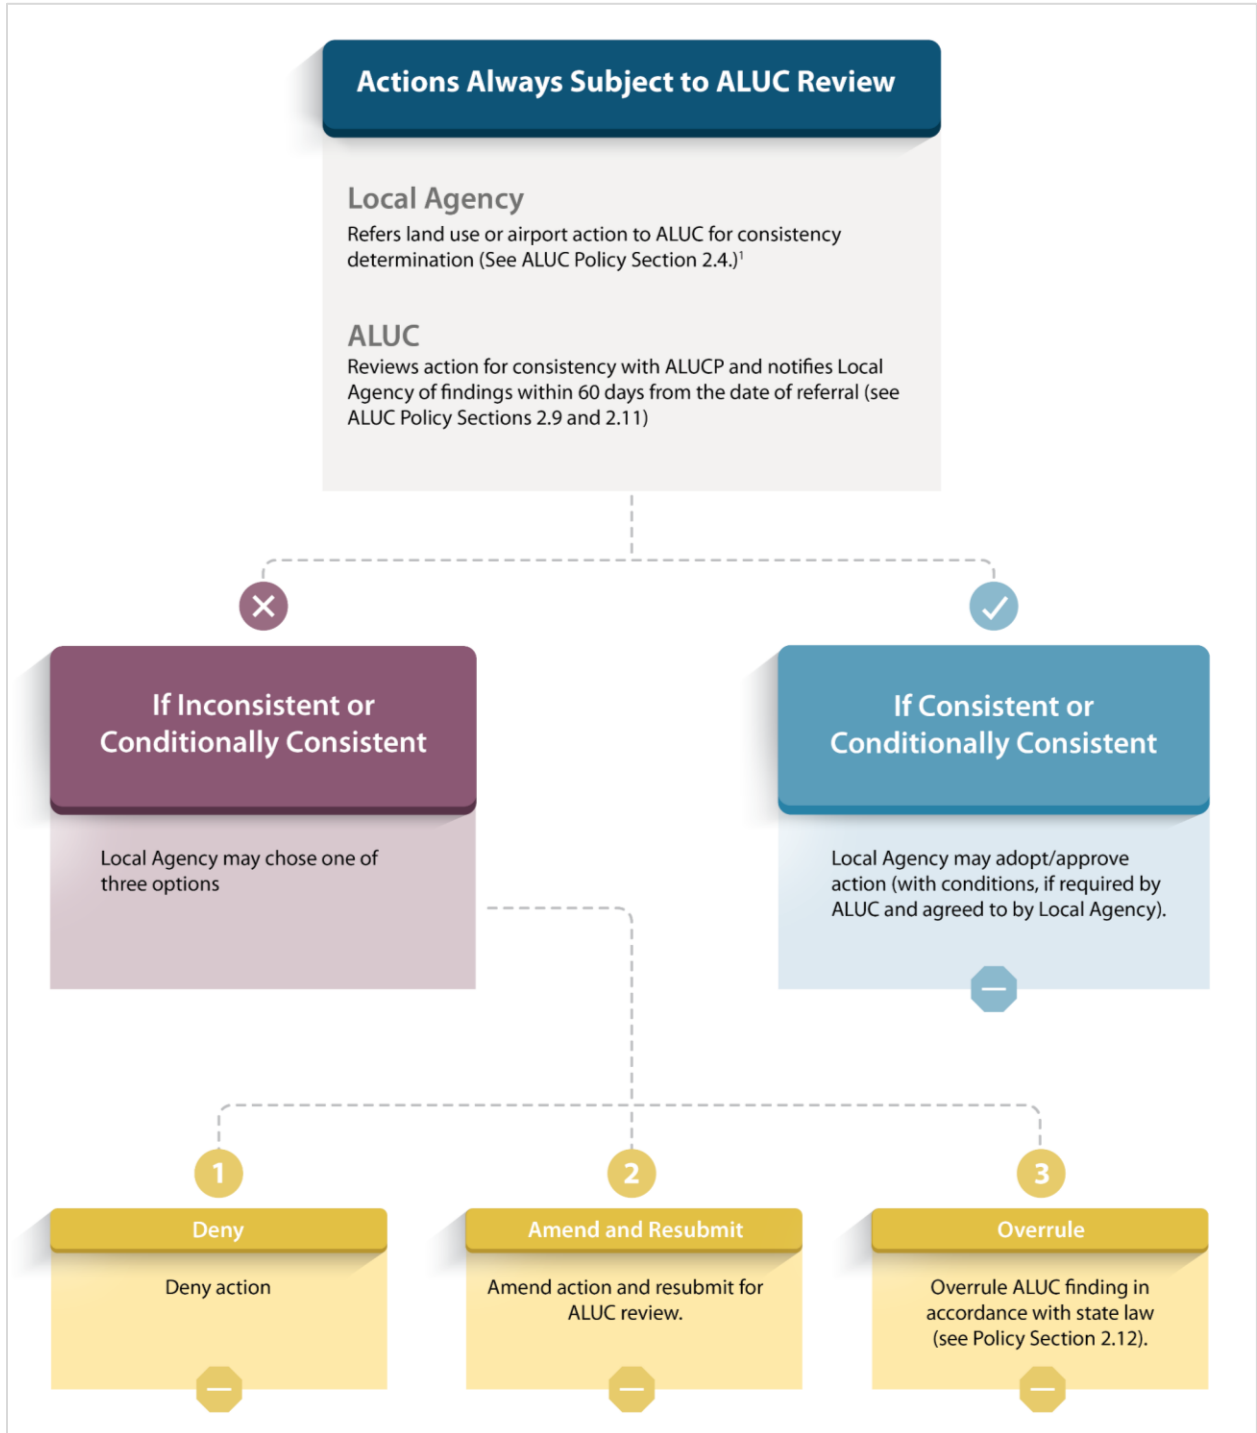 Actions Always Subject to ALUC Review
Local Agency
Refers land use or airport action to ALUC for consistency
determination (See ALUC Policy Section 2.4.)¹
ALUC
Reviews action for consistency with ALUCP and notifies Local
Agency of findings within 60 days from the date of referral (see
ALUC Policy Sections 2.9 and 2.11)
If Inconsistent or
Conditionally Consistent
Local Agency may chose one of
three options
If Consistent or
Conditionally Consistent
Local Agency may adopt/approve
action (with conditions, if required by
ALUC and agreed to by Local Agency).
1
Deny
Deny action
2
Amend and Resubmit
Amend action and resubmit for
ALUC review.
3
Overrule
Overrule ALUC finding in
accordance with state law
(see Policy Section 2.12).